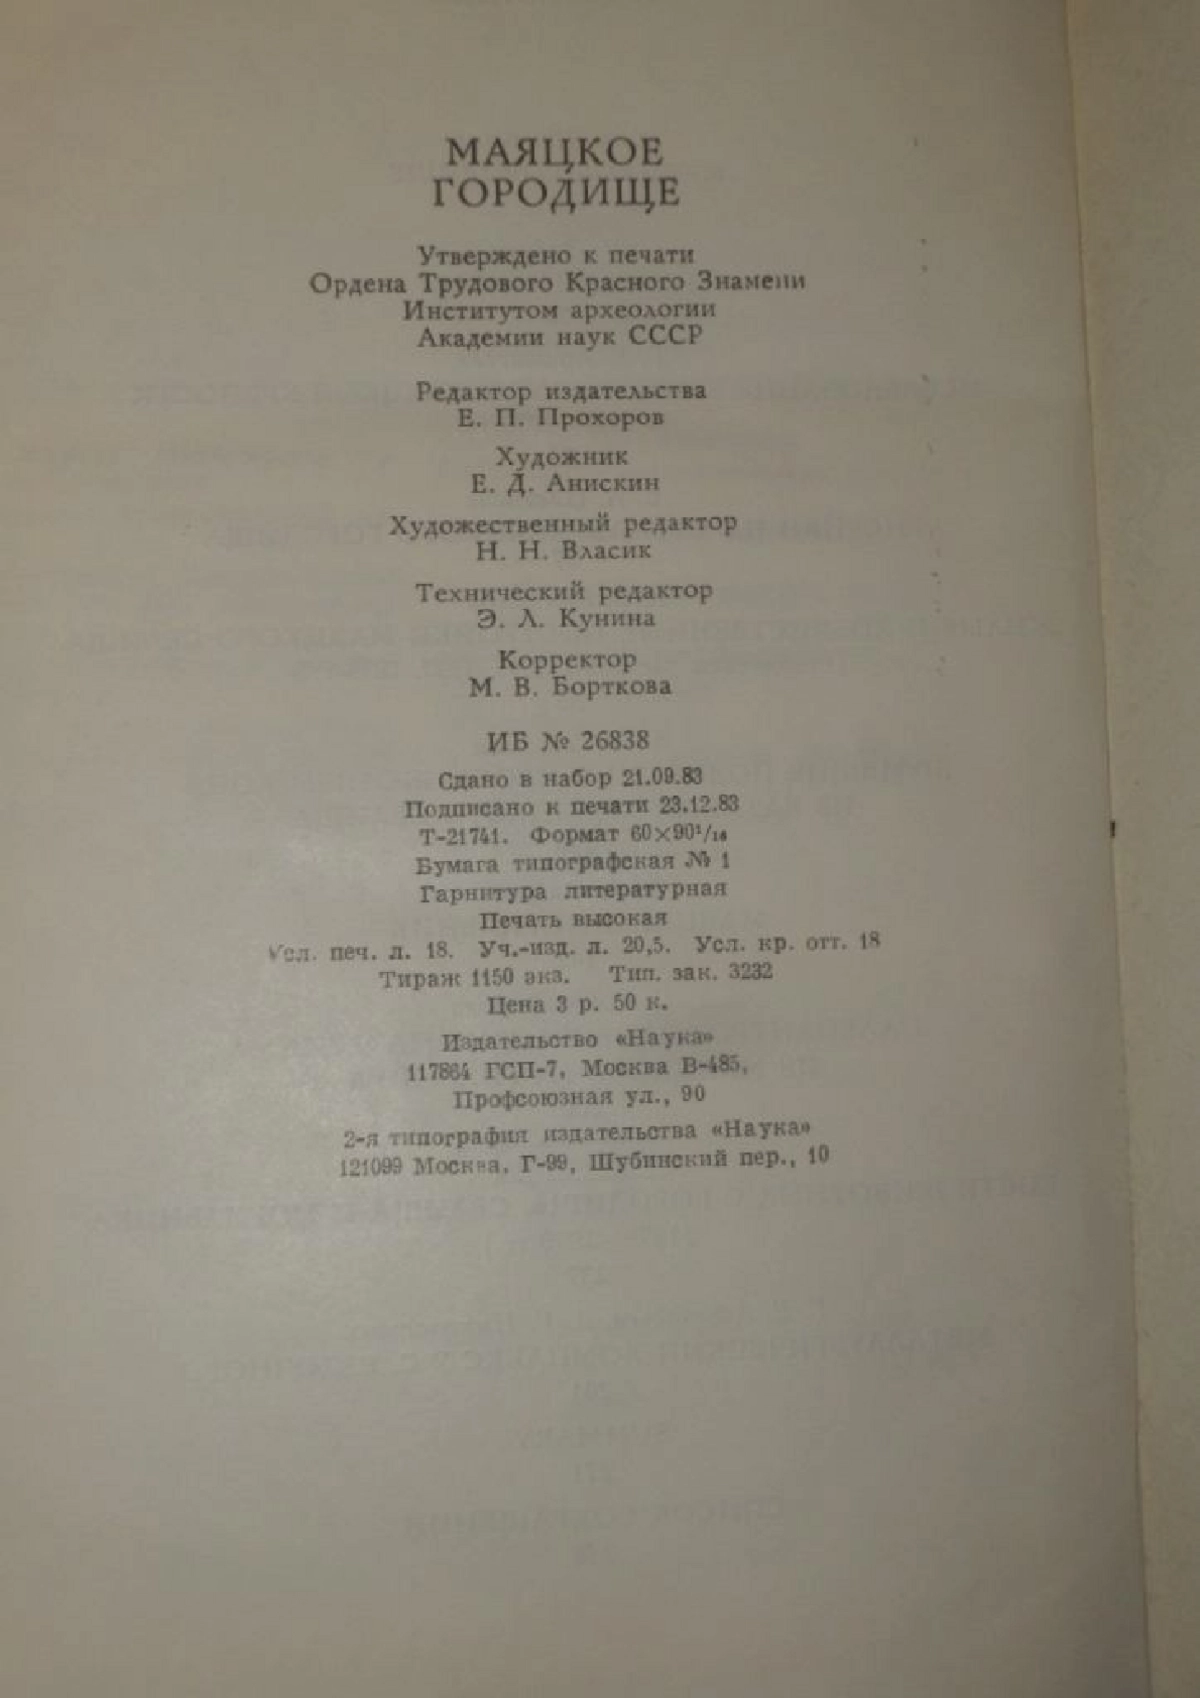 МАЯЦКОЕ
ГОРОДИЩЕ
Утверждено к печати
Ордена Трудового Красного Знамени
Институтом археологии
Академии наук СССР
Редактор издательства
Е. П. Прохоров
Художник
Е. Д. Анискин
Художественный редактор
Н. Н. Власик
Технический редактор
Э. Л. Кунина
Корректор
М. В. Борткова
ИБ № 26838
Сдано в набор 21.09.83
Подписано к печати 23.12.83
Т-21741. Формат 60×90¹/₁₆
Бумага типографская № 1
Гарнитура литературная
Печать высокая
Усл. печ. л. 18. Уч.-изд. л. 20,5. Усл. кр. отт. 18
Тираж 1150 экз. Тип. зак. 3232
Цена 3 р. 50 к.
Издательство «Наука»
117864 ГСП-7, Москва В-485,
Профсоюзная ул., 90
2-я типография издательства «Наука»
121099 Москва, Г-99, Шубинский пер., 10